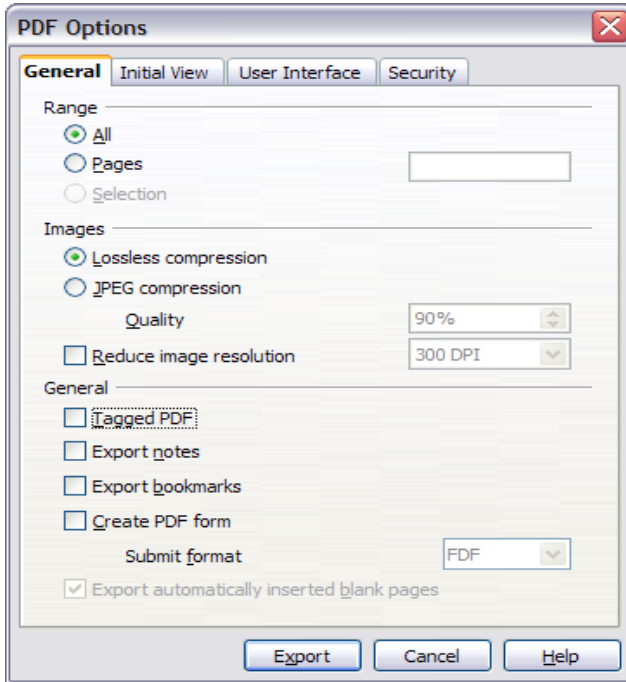 PDF Options
General Initial View User Interface Security
Range
All
Pages
Selection
Images
Lossless compression
JPEG compression
Quality 90%
Reduce image resolution 300 DPI
General
Tagged PDF
Export notes
Export bookmarks
Create PDF form
Submit format FDF
Export automatically inserted blank pages
Export Cancel Help